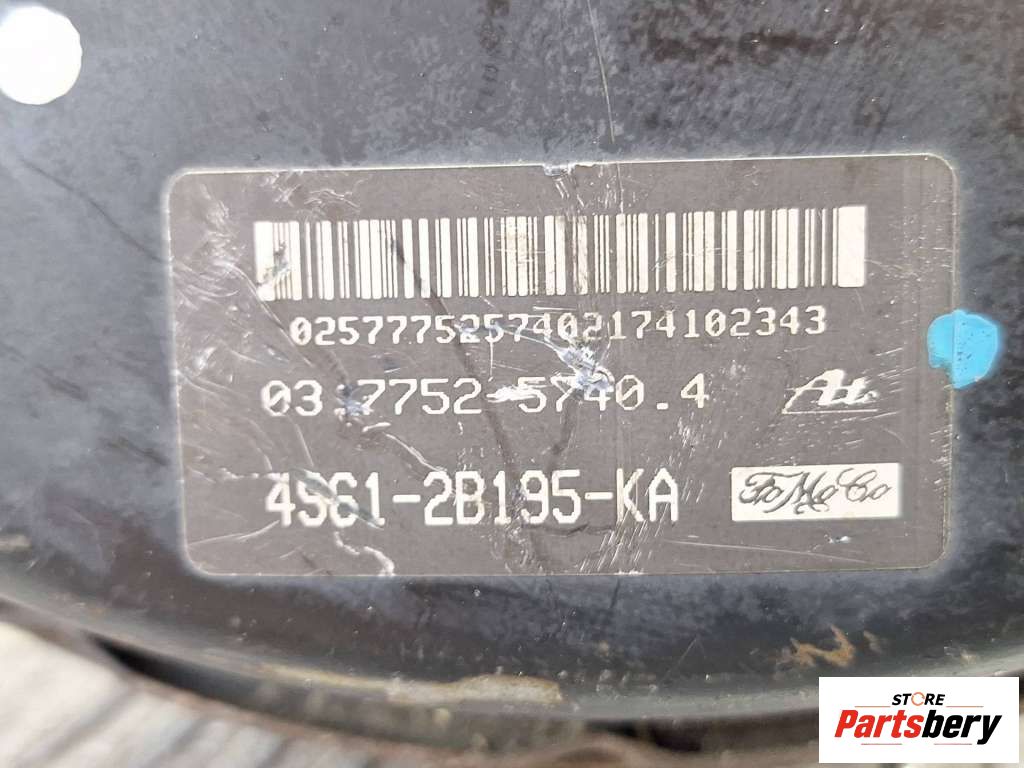 0257775257402174102343
03.7752-5740.4 Ate
4S61-2B195-KA FoMoCo
STORE
Partsbery